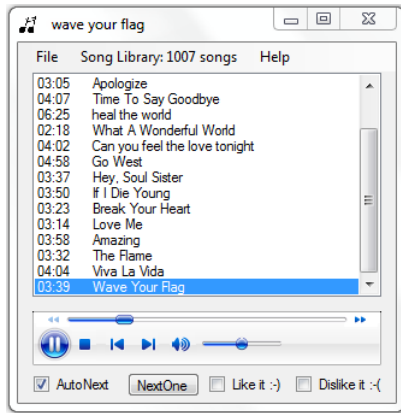 wave your flag
File Song Library: 1007 songs Help
03:05 Apologize
04:07 Time To Say Goodbye
06:25 heal the world
02:18 What A Wonderful World
04:02 Can you feel the love tonight
04:58 Go West
03:37 Hey, Soul Sister
03:50 If I Die Young
03:23 Break Your Heart
03:14 Love Me
03:58 Amazing
03:32 The Flame
04:04 Viva La Vida
03:39 Wave Your Flag
AutoNext NextOne Like it :-) Dislike it :-(